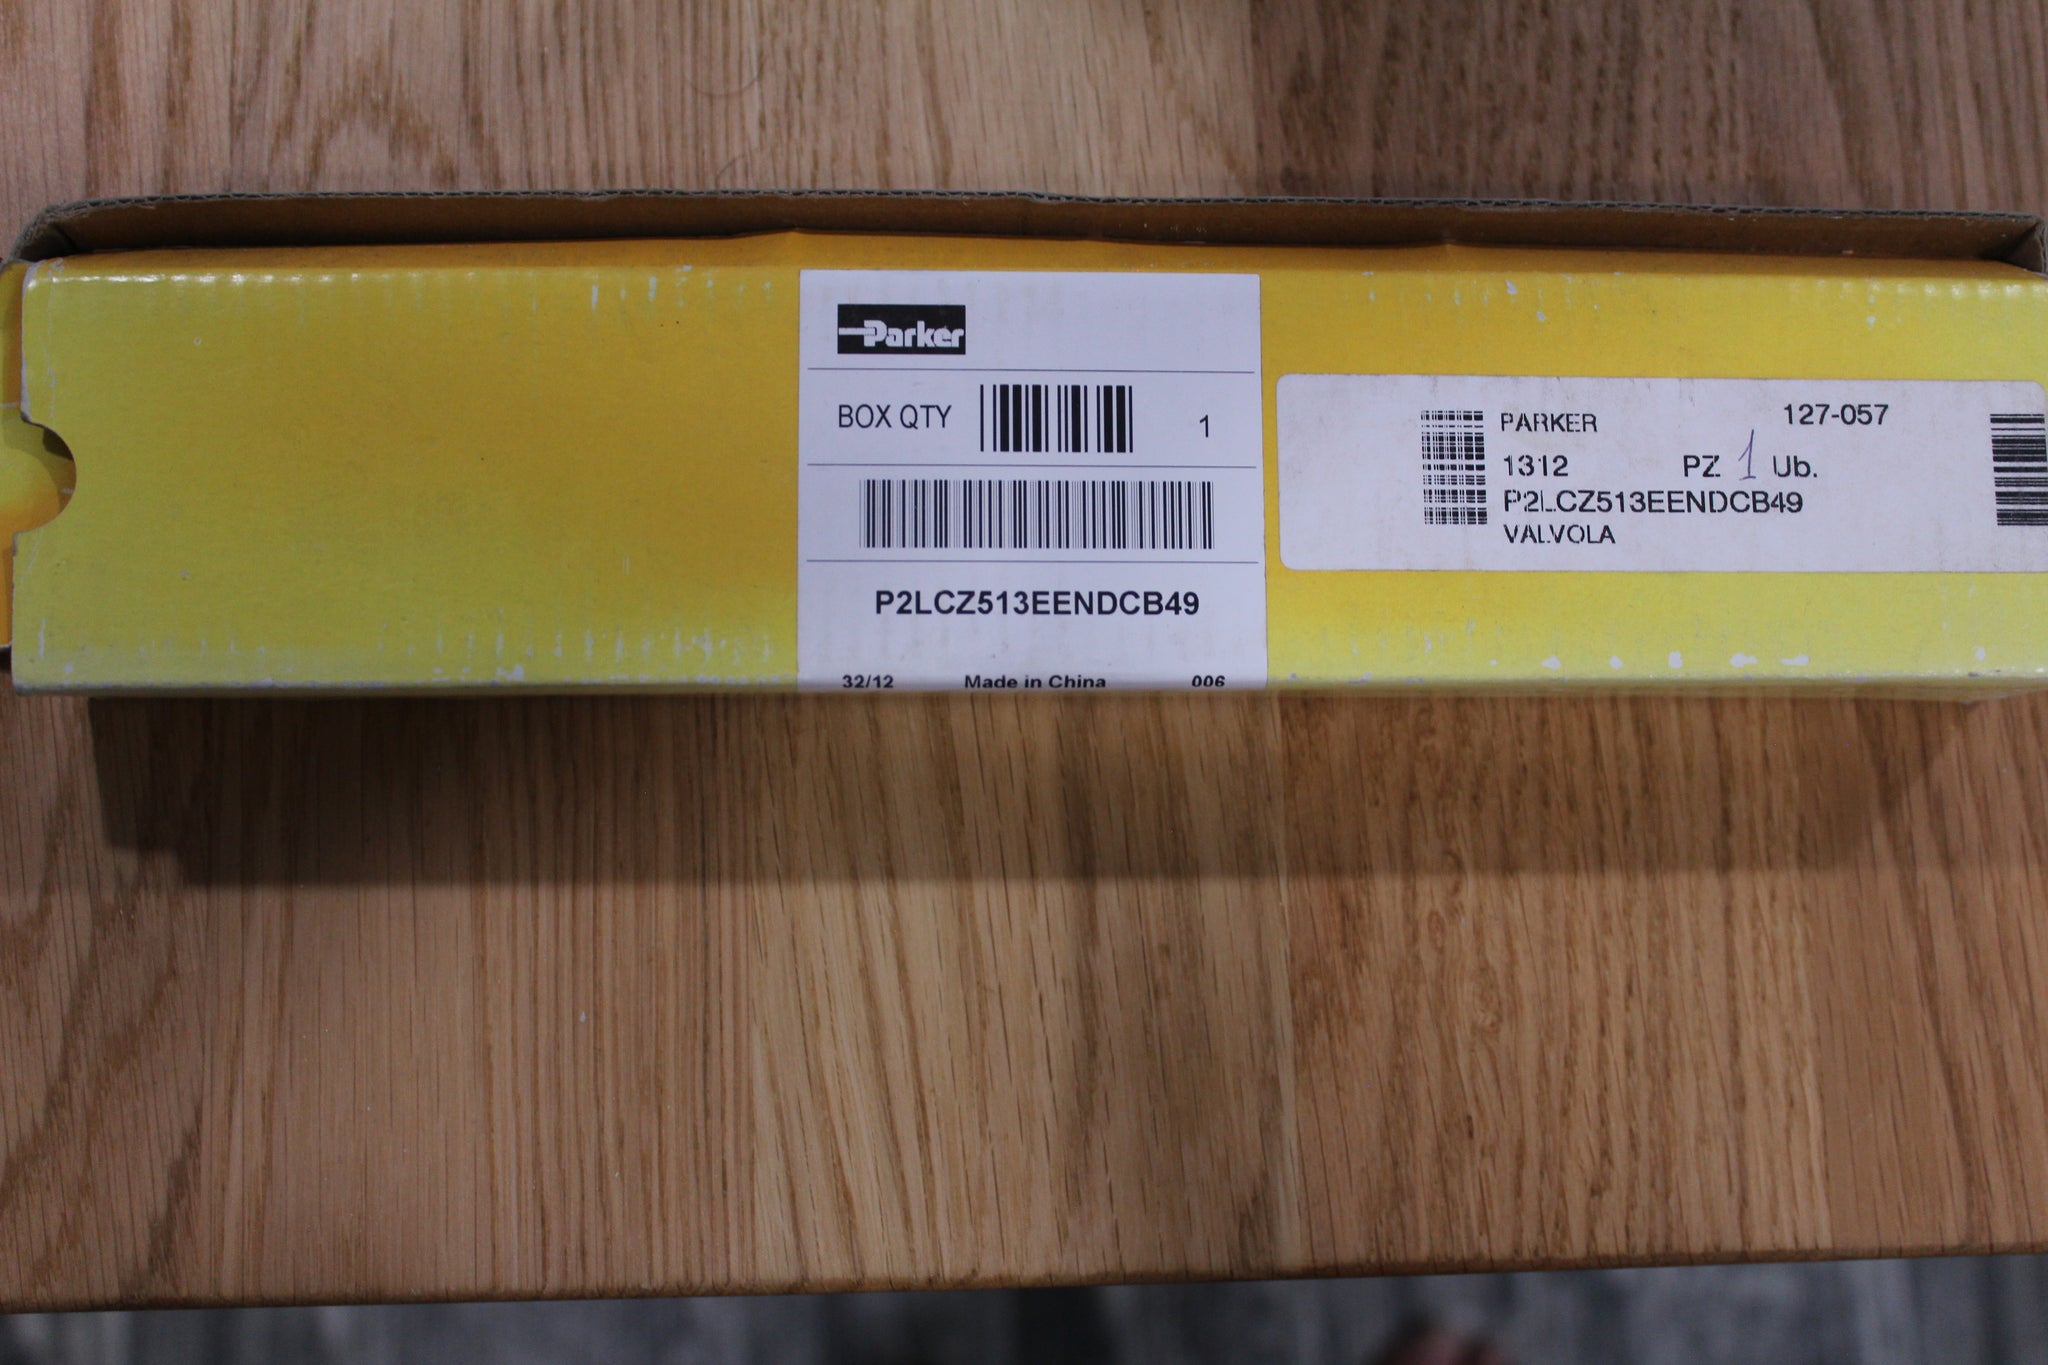 Parker
BOX QTY 1
P2LCZ513EENDCB49
32/12 Made in China 006
PARKER 127-057
1312 PZ 1 Ub.
P2LCZ513EENDCB49
VALVOLA